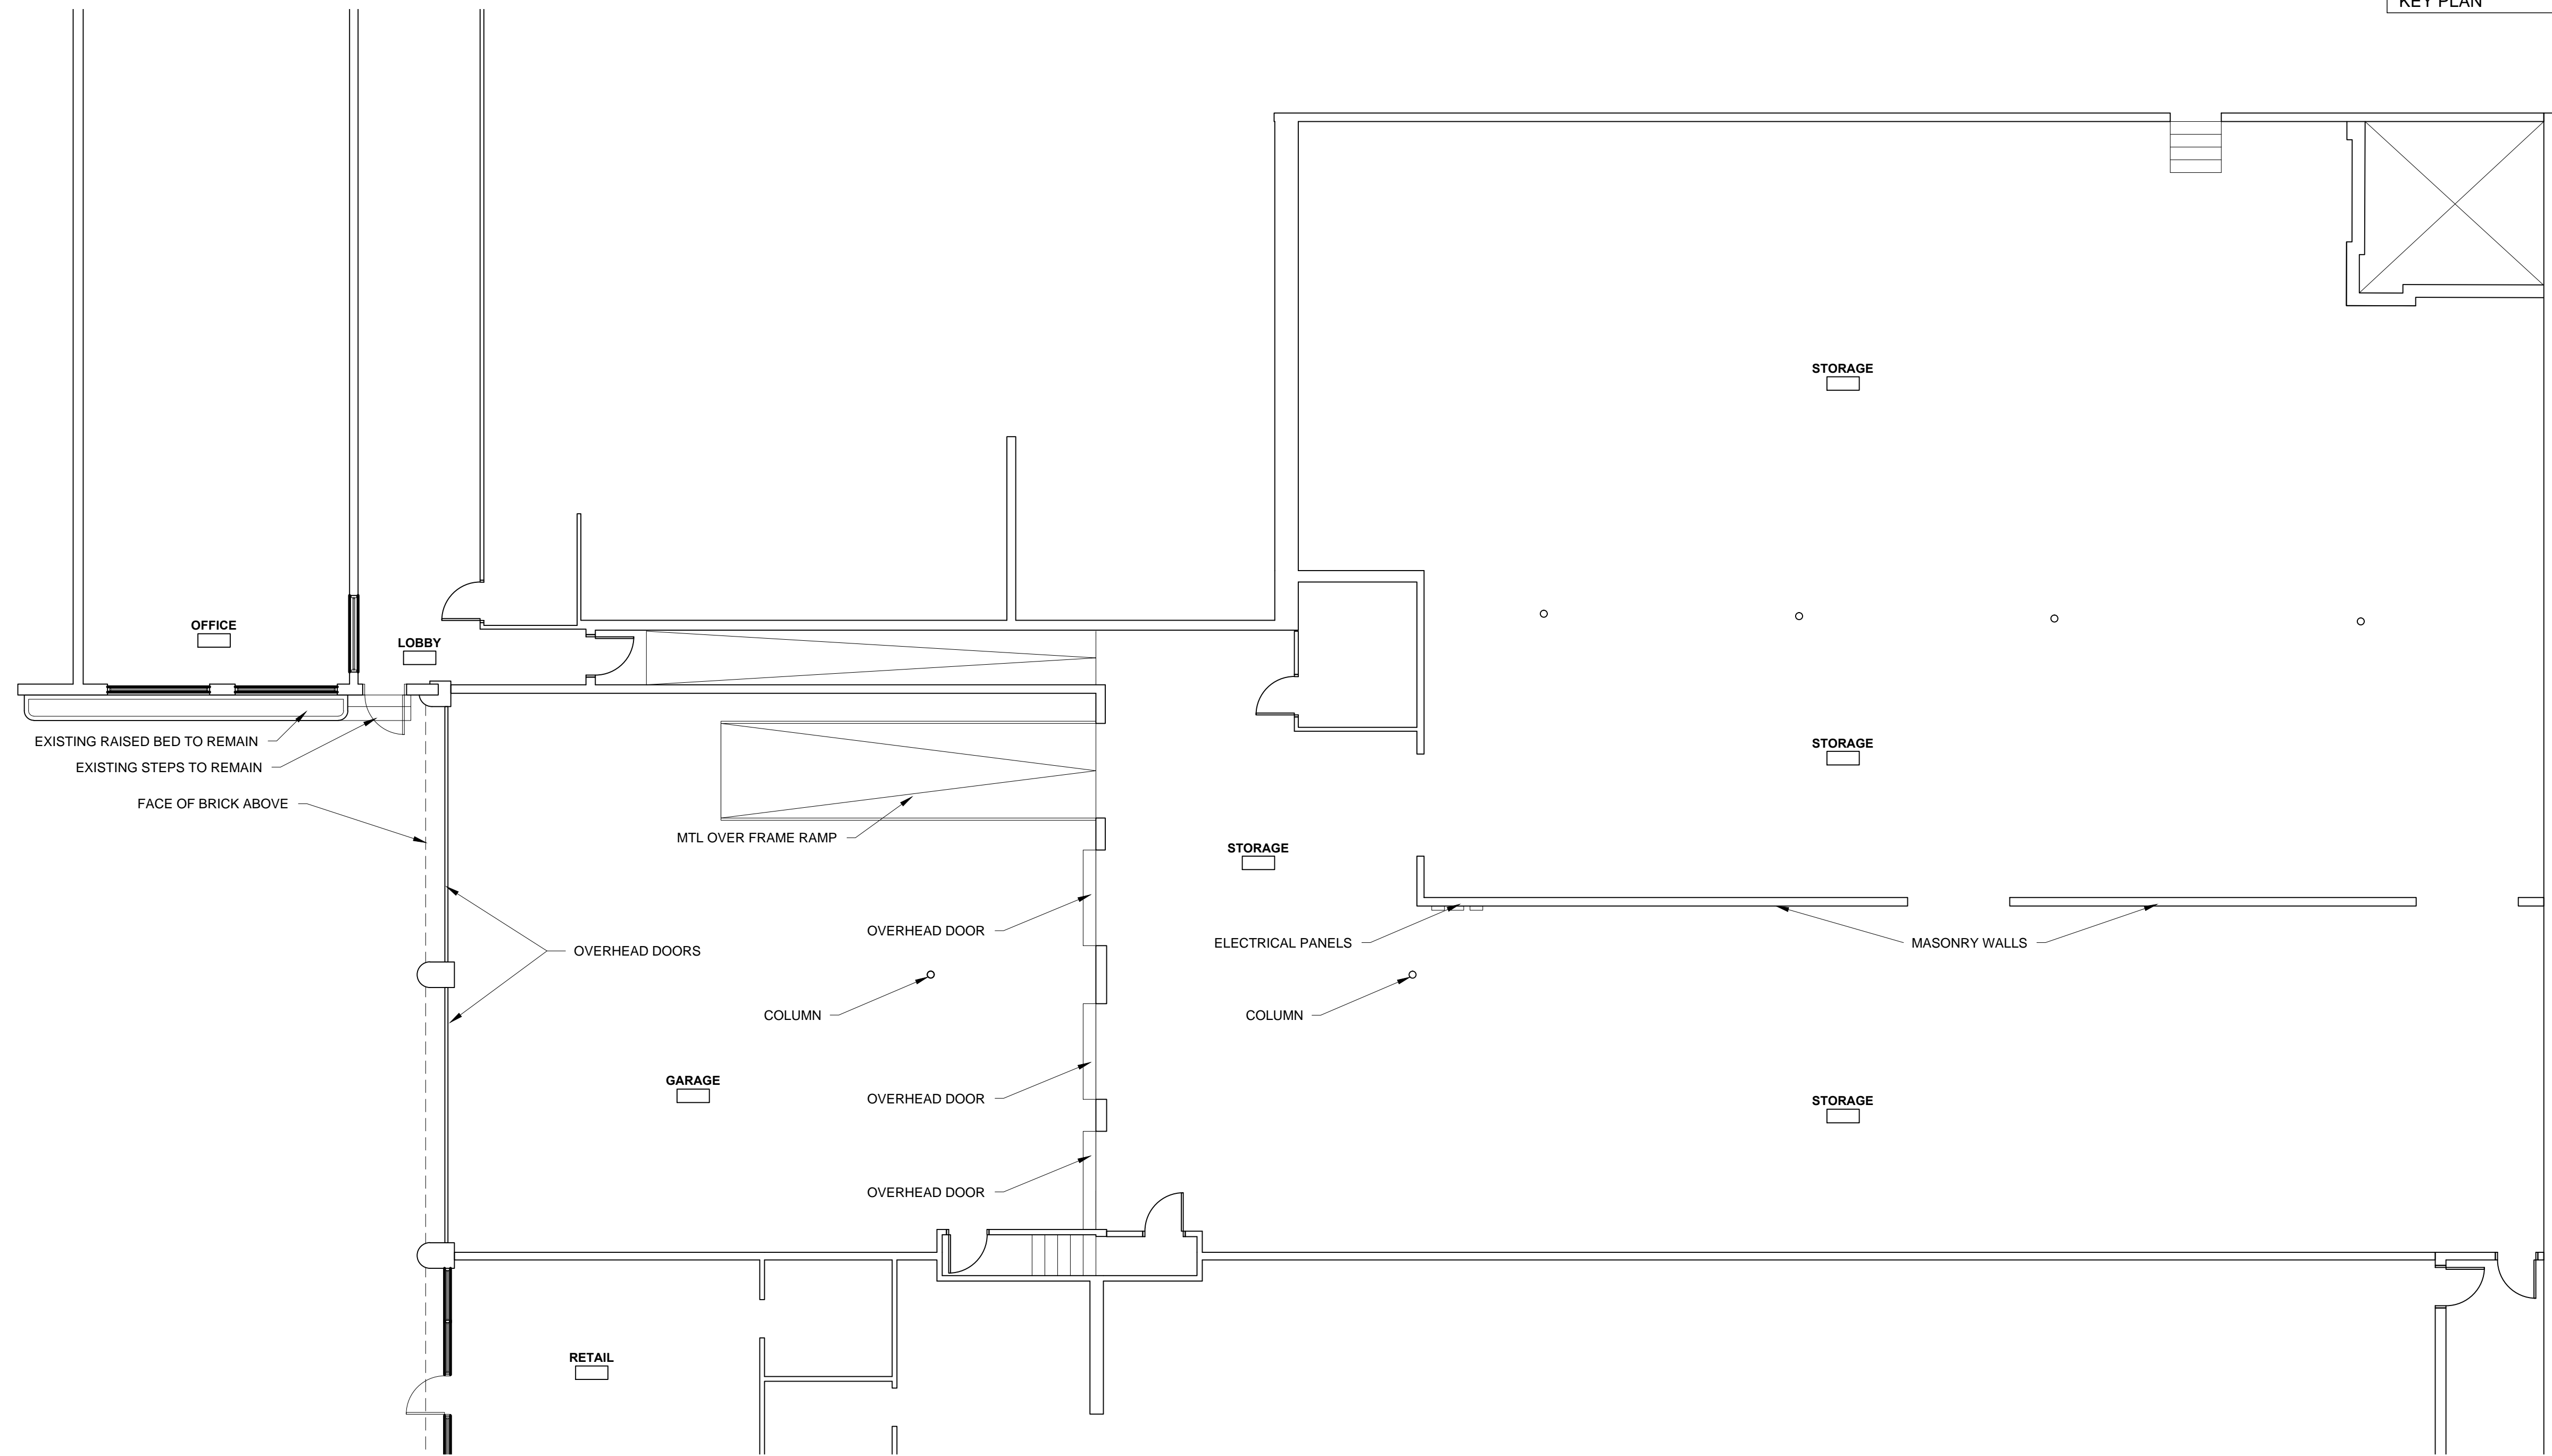 KEY PLAN
STORAGE
OFFICE
LOBBY
EXISTING RAISED BED TO REMAIN
EXISTING STEPS TO REMAIN
FACE OF BRICK ABOVE
STORAGE
MTL OVER FRAME RAMP
STORAGE
OVERHEAD DOOR
ELECTRICAL PANELS
MASONRY WALLS
OVERHEAD DOORS
COLUMN
COLUMN
GARAGE
OVERHEAD DOOR
STORAGE
OVERHEAD DOOR
RETAIL